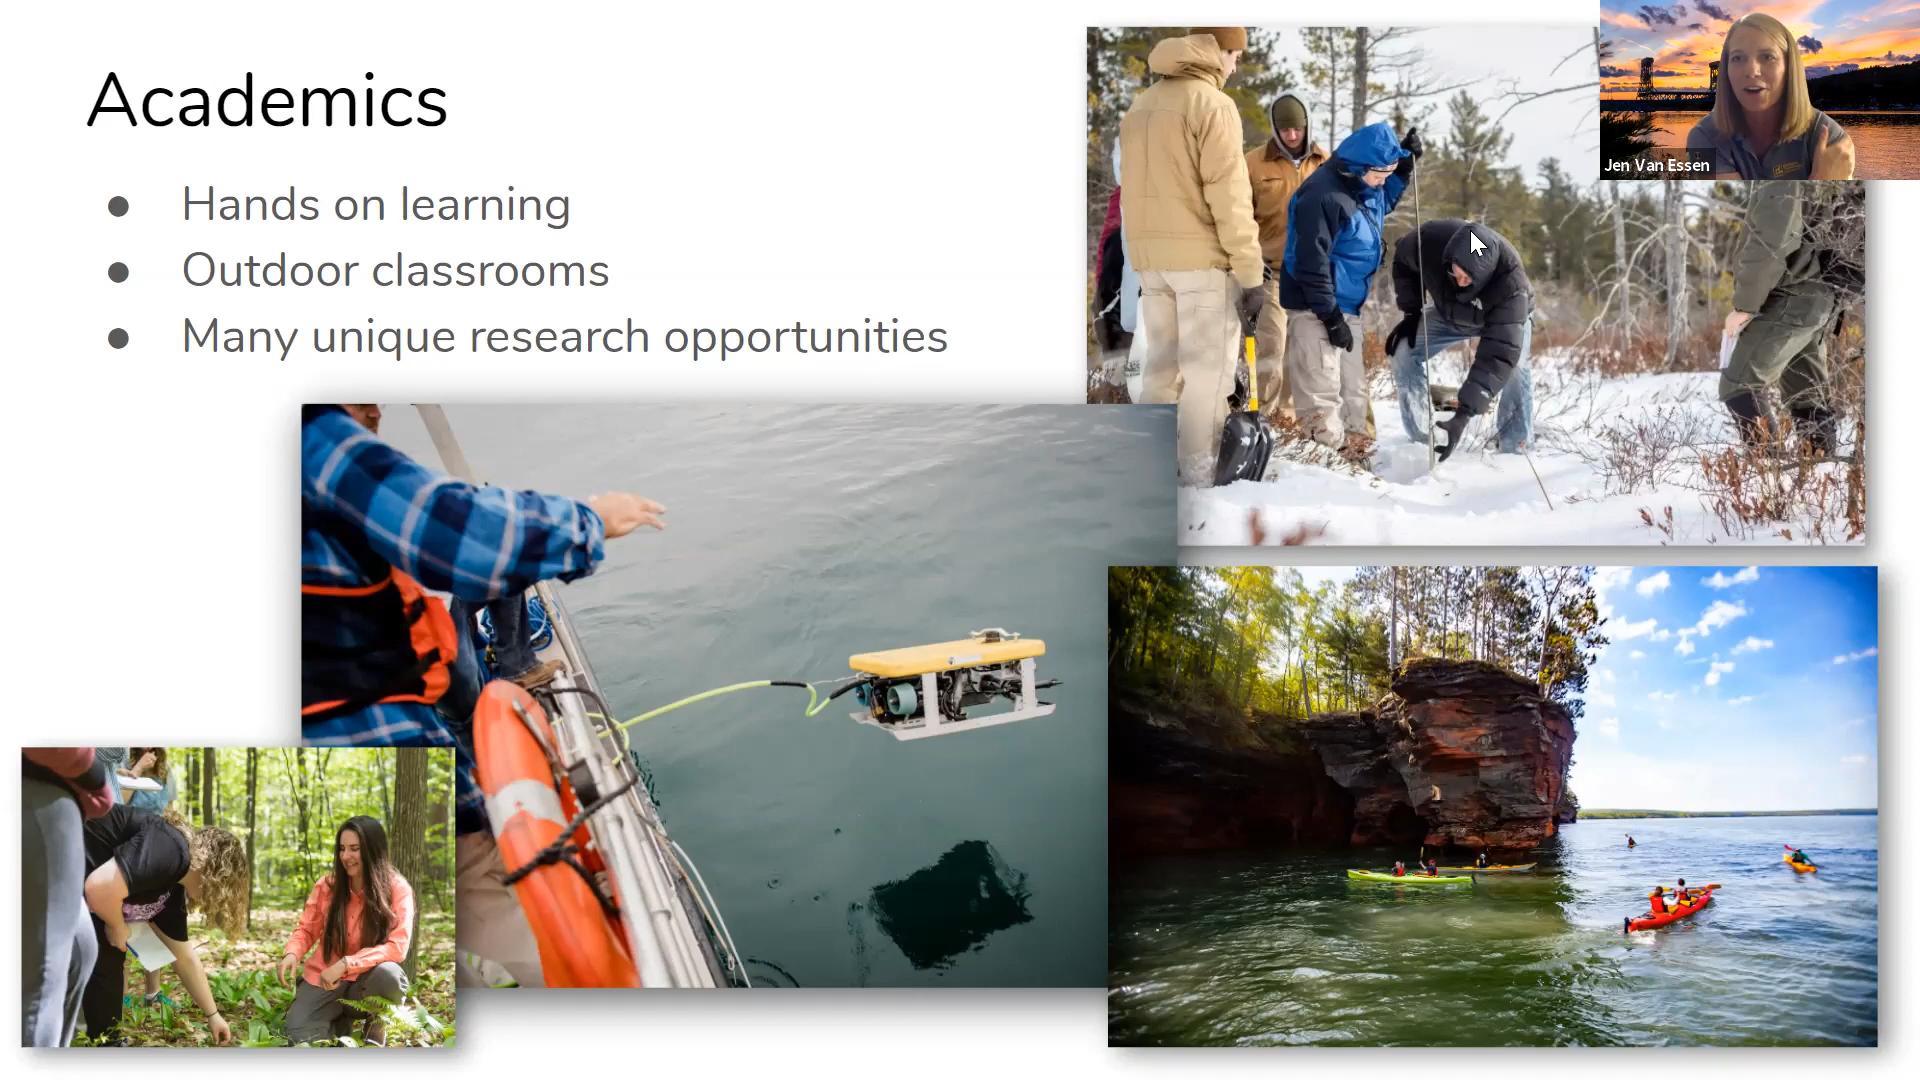 Academics
● Hands on learning
● Outdoor classrooms
● Many unique research opportunities
Jen Van Essen